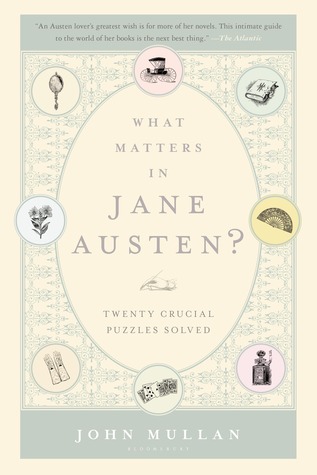 "An Austen lover's greatest wish is for more of her novels. This intimate guide
to the world of her books is the next best thing." —The Atlantic
WHAT
MATTERS
IN
JANE
AUSTEN?
TWENTY CRUCIAL
PUZZLES SOLVED
JOHN MULLAN
BLOOMSBURY